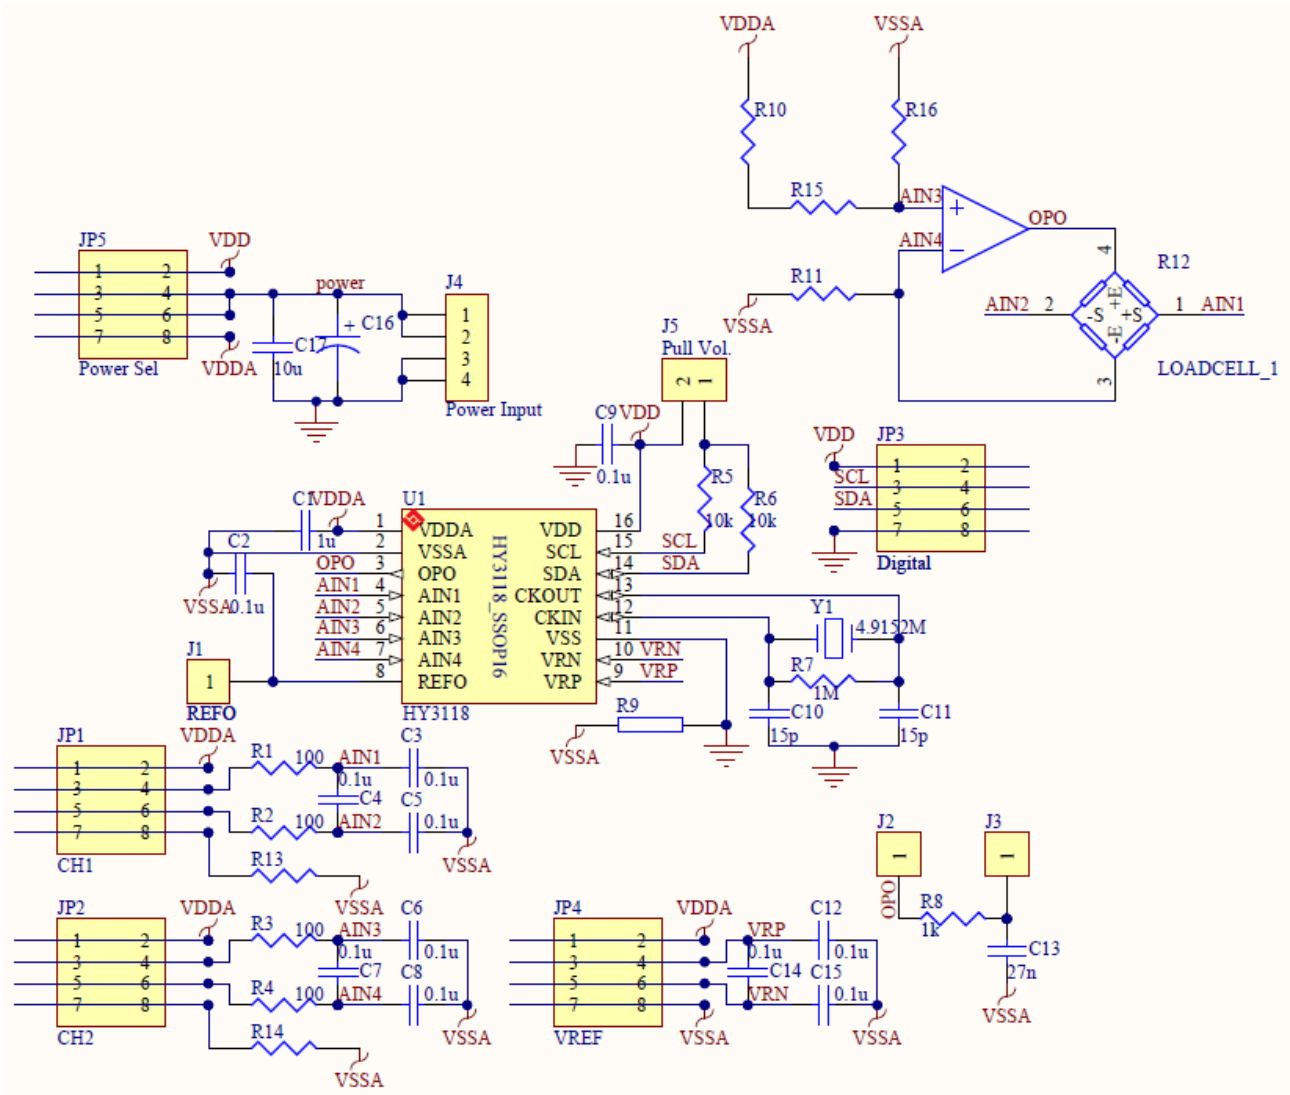 VDDA
VSSA
R10
R16
R15
AIN3
+
OPO
AIN4
−
R11
VSSA
4
R12
AIN2
2
+E
-S
+S
-E
1
AIN1
3
LOADCELL_1
JP5
VDD
1 2
3 4
5 6
7 8
Power Sel
VDDA
power
+
C16
C17
10u
J4
1
2
3
4
Power Input
J5
Pull Vol.
2
1
C9
VDD
0.1u
R5
10k
R6
10k
SCL
SDA
VDD
JP3
1 2
SCL
3 4
SDA
5 6
7 8
Digital
C1
VDDA
1u
C2
VSSA
0.1u
U1
1 VDDA VDD 16
2 VSSA SCL 15
OPO 3 OPO SDA 14
AIN1 4 AIN1 CKOUT 13
AIN2 5 AIN2 CKIN 12
AIN3 6 AIN3 VSS 11
AIN4 7 AIN4 VRN 10 VRN
8 REFO VRP 9 VRP
HY3118_SSOP16
HY3118
J1
1
REFO
Y1
4.9152M
R7
1M
C10
15p
C11
15p
R9
VSSA
JP1
VDDA
1 2
3 4
5 6
7 8
CH1
R1
100
AIN1
C3
0.1u
0.1u
C4
C5
R2
100
AIN2
0.1u
VSSA
R13
VSSA
JP2
VDDA
1 2
3 4
5 6
7 8
CH2
R3
100
AIN3
C6
0.1u
0.1u
C7
C8
R4
100
AIN4
0.1u
VSSA
R14
VSSA
JP4
VDDA
1 2
3 4
5 6
7 8
VREF
VSSA
VRP
C12
0.1u
0.1u
C14
C15
VRN
0.1u
VSSA
J2
1
OPO
R8
1k
J3
1
C13
27n
VSSA